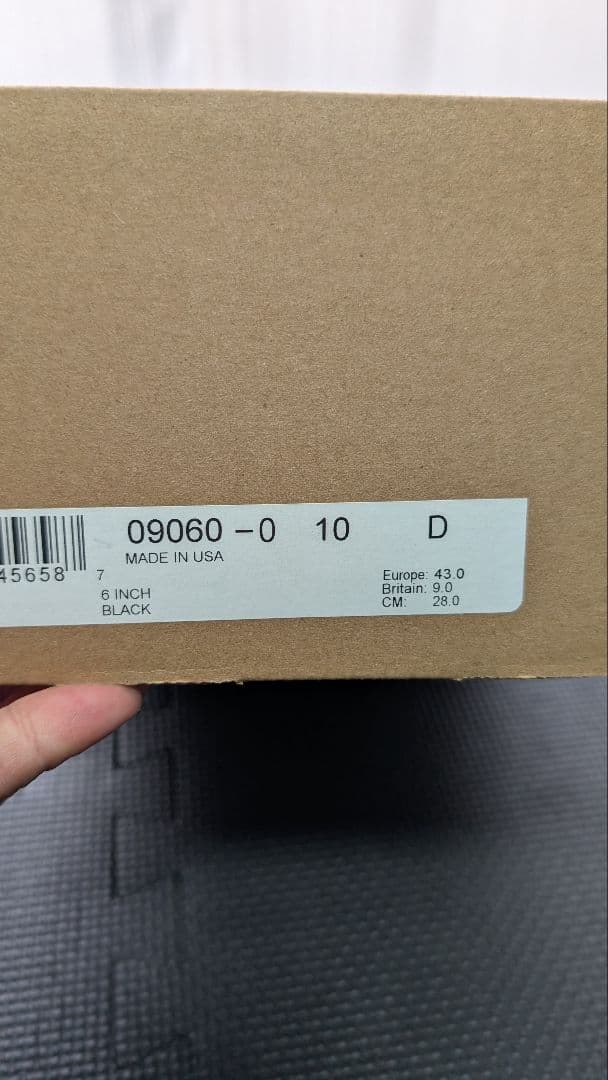 09060 –0 10 D
MADE IN USA
45658 7
6 INCH
BLACK
Europe: 43.0
Britain: 9.0
CM: 28.0